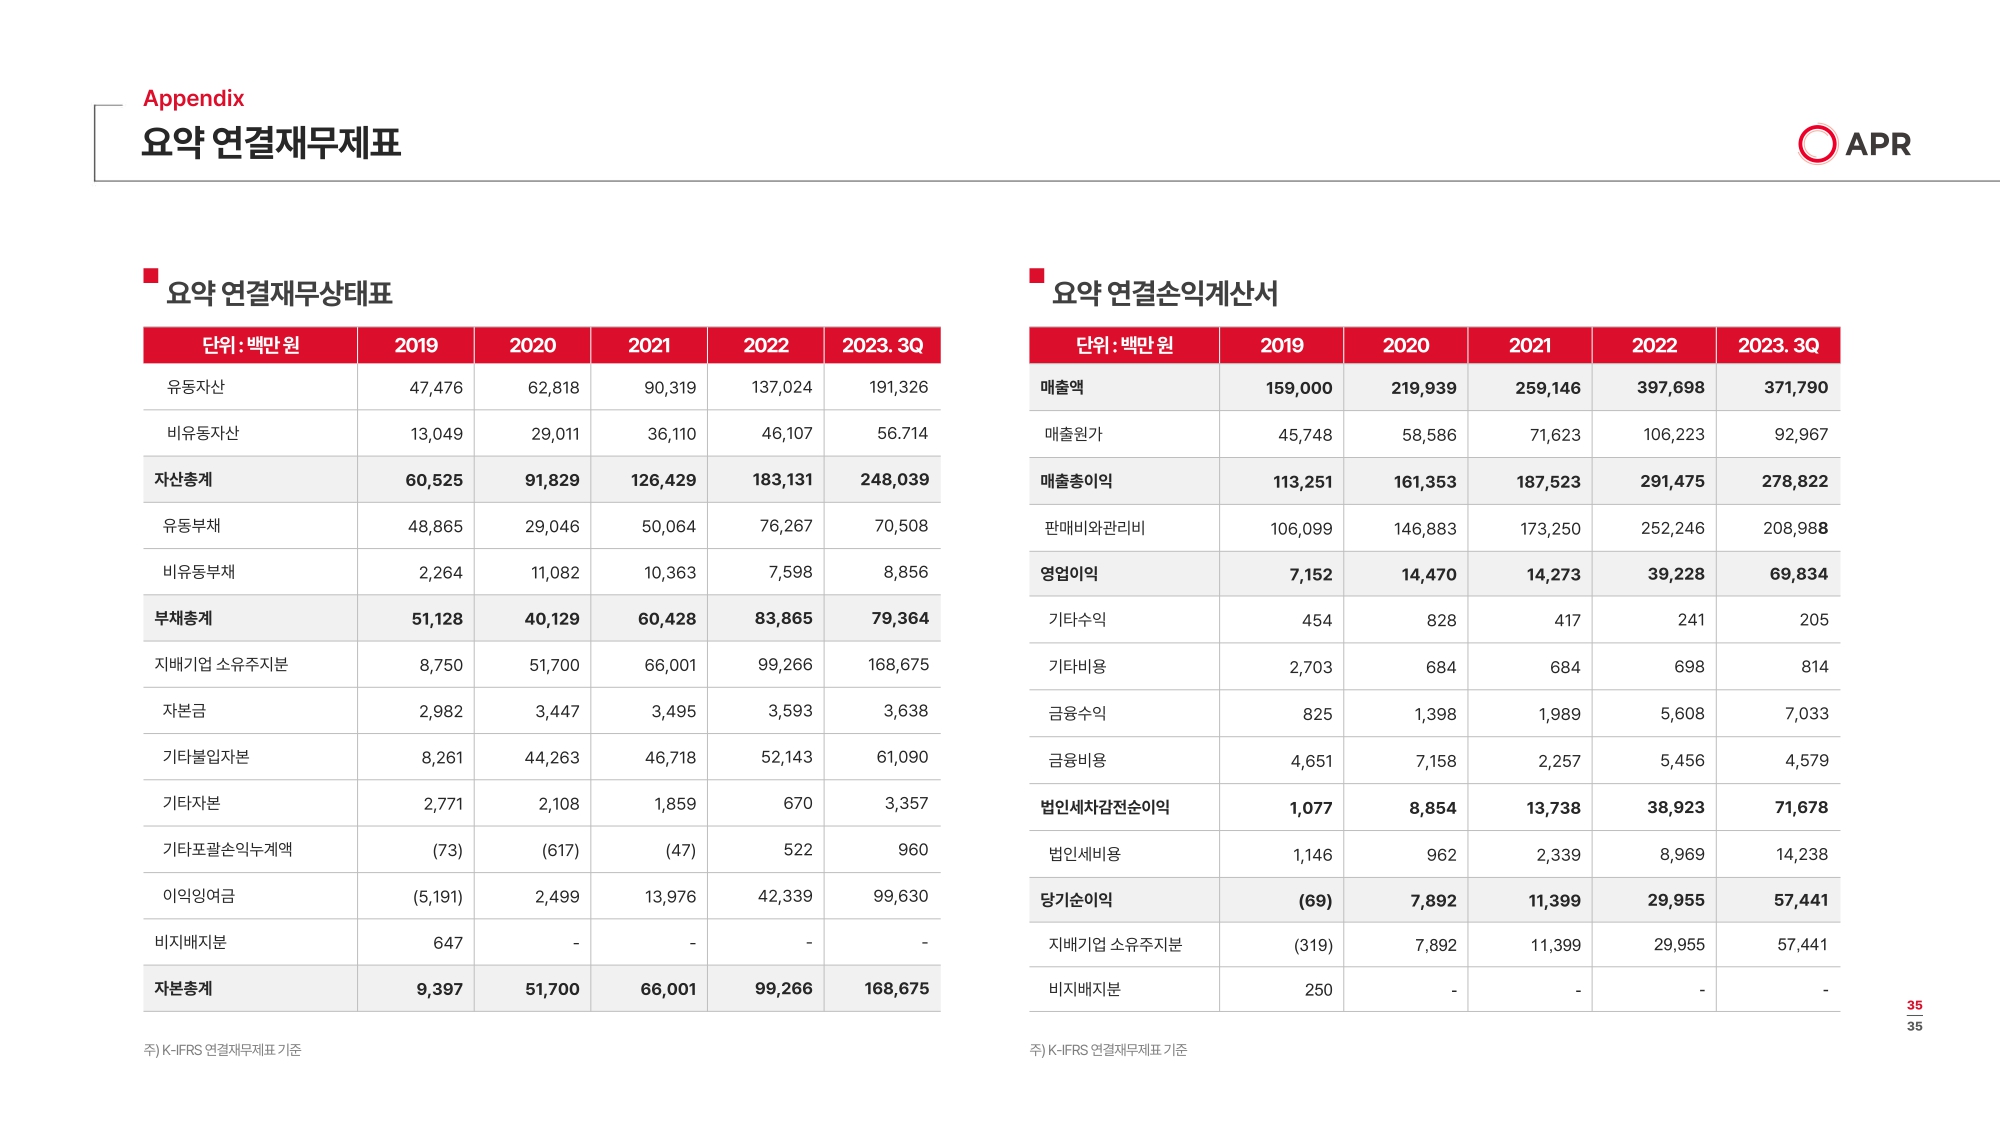 Appendix
요약 연결재무제표
APR
요약 연결재무상태표
단위 : 백만 원 2019 2020 2021 2022 2023. 3Q
유동자산 47,476 62,818 90,319 137,024 191,326
비유동자산 13,049 29,011 36,110 46,107 56.714
자산총계 60,525 91,829 126,429 183,131 248,039
유동부채 48,865 29,046 50,064 76,267 70,508
비유동부채 2,264 11,082 10,363 7,598 8,856
부채총계 51,128 40,129 60,428 83,865 79,364
지배기업 소유주지분 8,750 51,700 66,001 99,266 168,675
자본금 2,982 3,447 3,495 3,593 3,638
기타불입자본 8,261 44,263 46,718 52,143 61,090
기타자본 2,771 2,108 1,859 670 3,357
기타포괄손익누계액 (73) (617) (47) 522 960
이익잉여금 (5,191) 2,499 13,976 42,339 99,630
비지배지분 647 - - - -
자본총계 9,397 51,700 66,001 99,266 168,675
주) K-IFRS 연결재무제표 기준
요약 연결손익계산서
단위 : 백만 원 2019 2020 2021 2022 2023. 3Q
매출액 159,000 219,939 259,146 397,698 371,790
매출원가 45,748 58,586 71,623 106,223 92,967
매출총이익 113,251 161,353 187,523 291,475 278,822
판매비와관리비 106,099 146,883 173,250 252,246 208,988
영업이익 7,152 14,470 14,273 39,228 69,834
기타수익 454 828 417 241 205
기타비용 2,703 684 684 698 814
금융수익 825 1,398 1,989 5,608 7,033
금융비용 4,651 7,158 2,257 5,456 4,579
법인세차감전순이익 1,077 8,854 13,738 38,923 71,678
법인세비용 1,146 962 2,339 8,969 14,238
당기순이익 (69) 7,892 11,399 29,955 57,441
지배기업 소유주지분 (319) 7,892 11,399 29,955 57,441
비지배지분 250 - - - -
주) K-IFRS 연결재무제표 기준
35
35